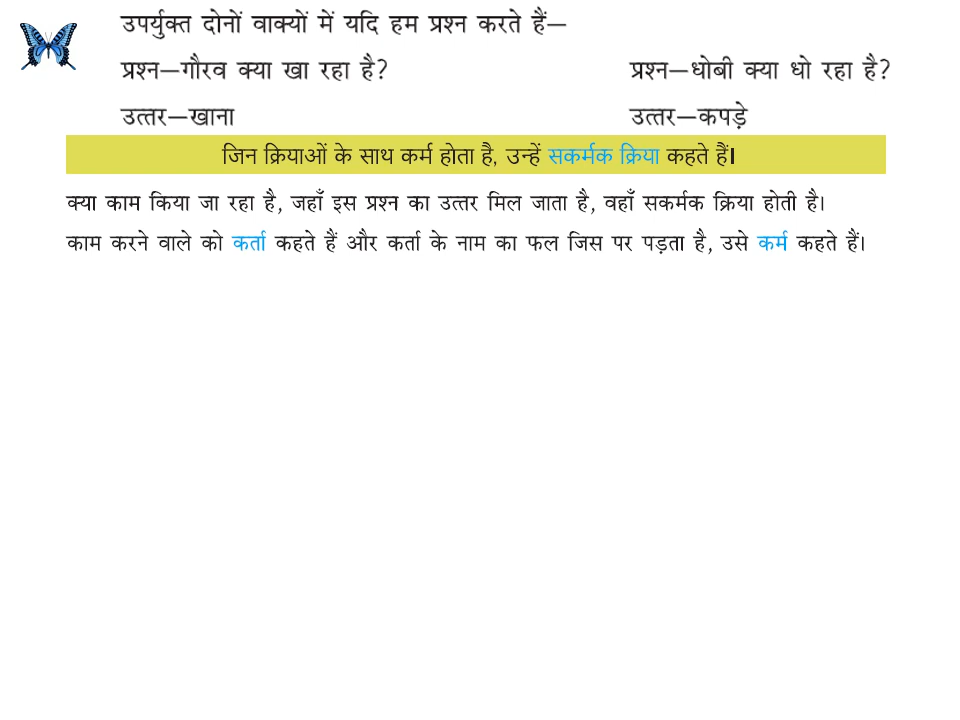 उपर्युक्त दोनों वाक्यों में यदि हम प्रश्न करते हैं—
प्रश्न—गौरव क्या खा रहा है? प्रश्न—धोबी क्या धो रहा है?
उत्तर—खाना उत्तर—कपड़े
जिन क्रियाओं के साथ कर्म होता है, उन्हें सकर्मक क्रिया कहते हैं।
क्या काम किया जा रहा है, जहाँ इस प्रश्न का उत्तर मिल जाता है, वहाँ सकर्मक क्रिया होती है।
काम करने वाले को कर्ता कहते हैं और कर्ता के नाम का फल जिस पर पड़ता है, उसे कर्म कहते हैं।